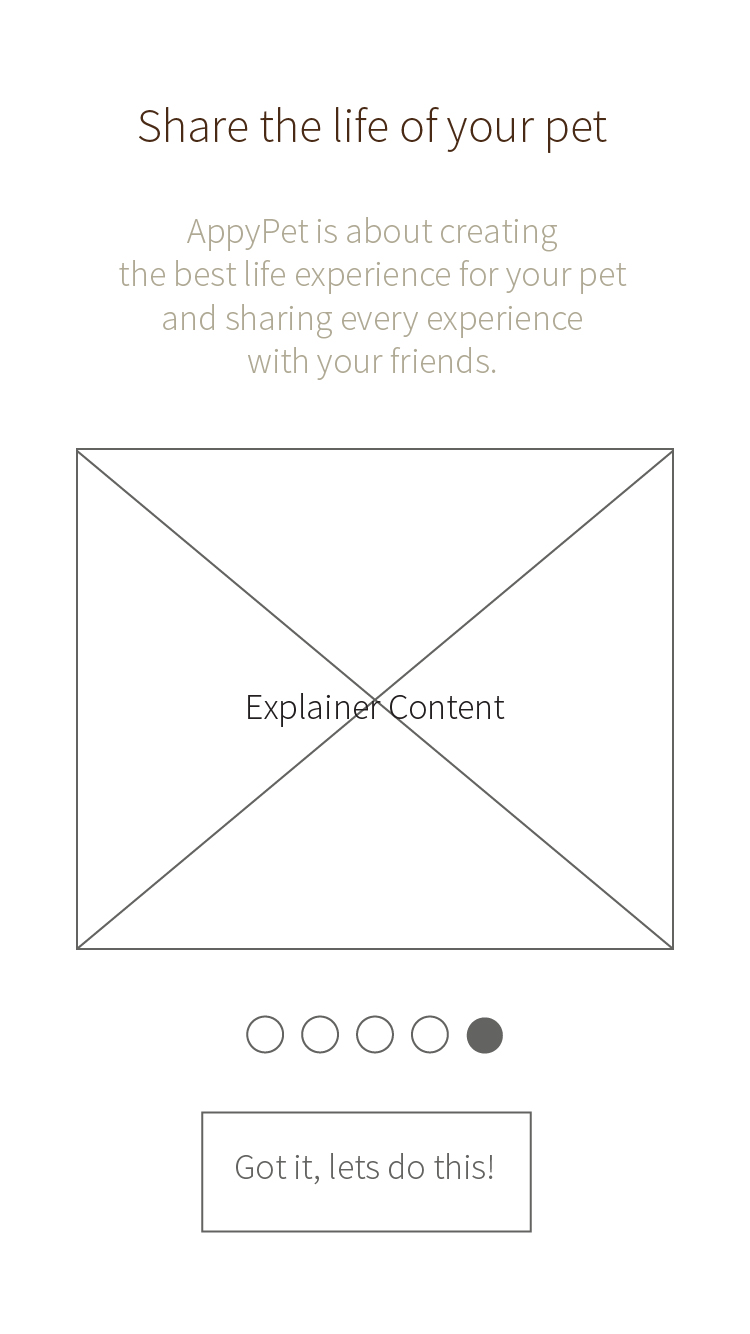 Share the life of your pet
AppyPet is about creating
the best life experience for your pet
and sharing every experience
with your friends.
Explainer Content
Got it, lets do this!